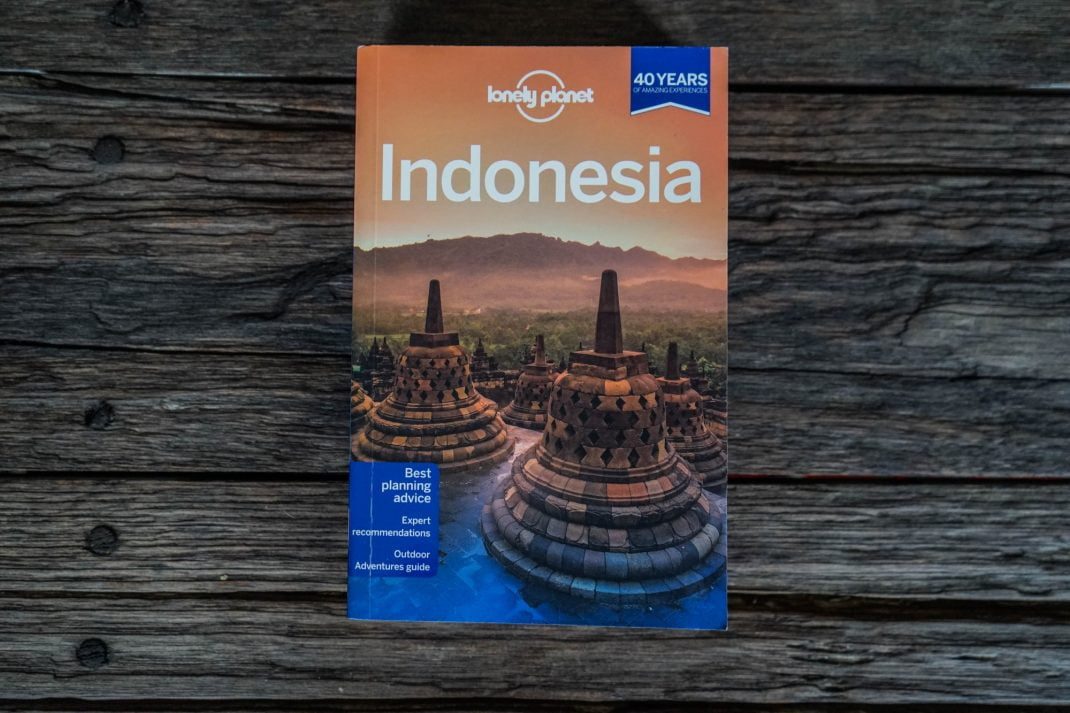 lonely planet
40 YEARS
OF AMAZING EXPERIENCES
Indonesia
Best
planning
advice
Expert
recommendations
Outdoor
Adventures guide